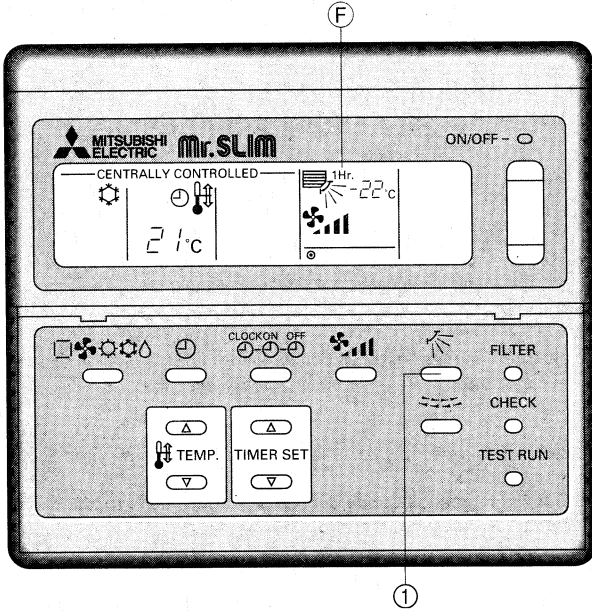 F
MITSUBISHI
ELECTRIC
Mr. SLIM
ON/OFF
CENTRALLY CONTROLLED
1Hr.
-22°C
21°C
CLOCK ON OFF
FILTER
CHECK
TEMP.
TIMER SET
TEST RUN
1